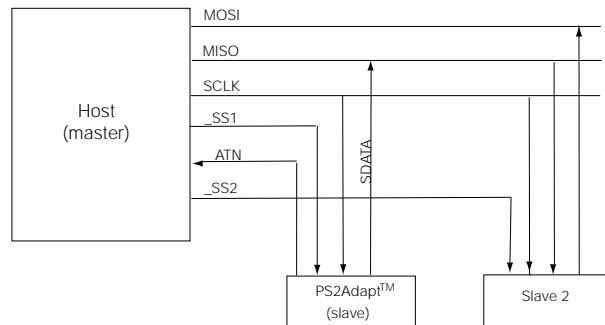 MOSI
MISO
SCLK
Host
(master)
_SS1
ATN
SDATA
_SS2
PS2Adapt™
(slave)
Slave 2